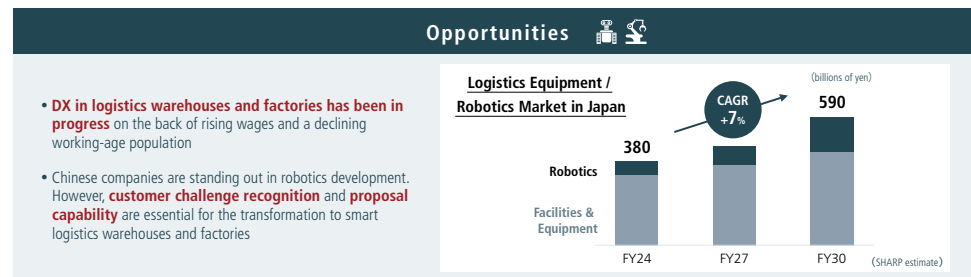 Opportunities
• DX in logistics warehouses and factories has been in
progress on the back of rising wages and a declining
working-age population
• Chinese companies are standing out in robotics development.
However, customer challenge recognition and proposal
capability are essential for the transformation to smart
logistics warehouses and factories
Logistics Equipment /
Robotics Market in Japan
(billions of yen)
CAGR
+7%
590
380
Robotics
Facilities &
Equipment
FY24
FY27
FY30
(SHARP estimate)